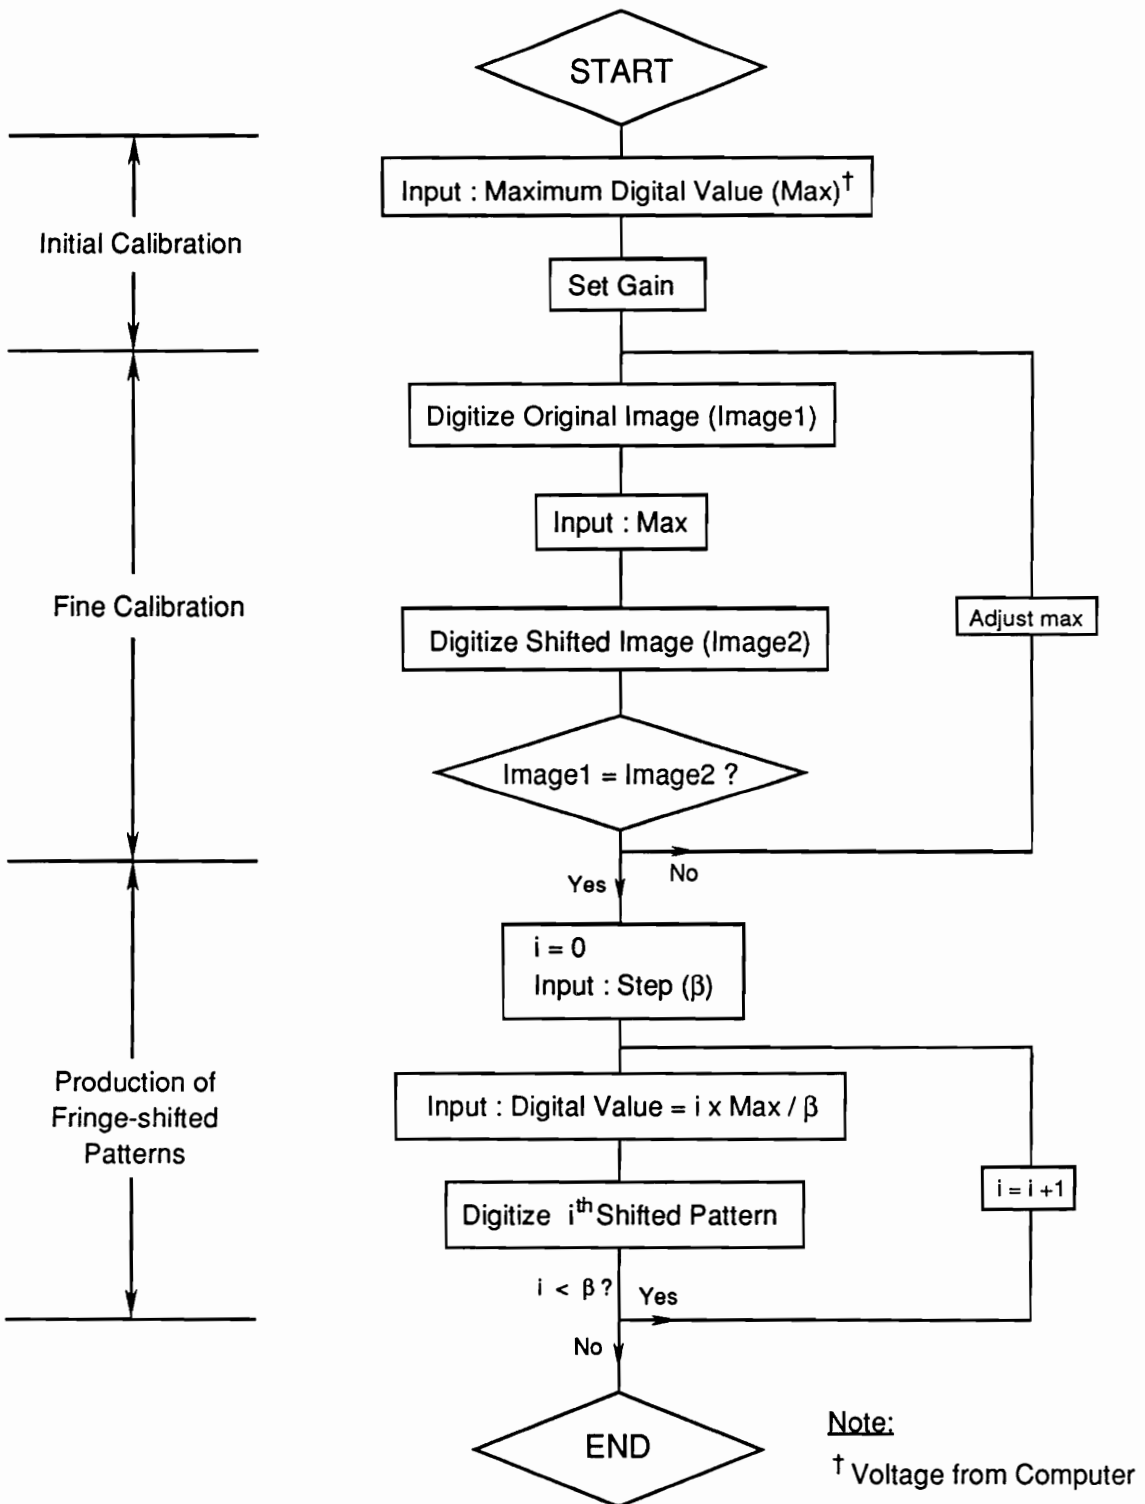 START
Input : Maximum Digital Value (Max)†
Initial Calibration
Set Gain
Digitize Original Image (Image1)
Input : Max
Fine Calibration
Adjust max
Digitize Shifted Image (Image2)
Image1 = Image2 ?
No
Yes
i = 0
Input : Step (β)
Production of
Fringe-shifted
Patterns
Input : Digital Value = i x Max / β
i = i +1
Digitize ith Shifted Pattern
i < β ?
Yes
No
END
Note:
† Voltage from Computer